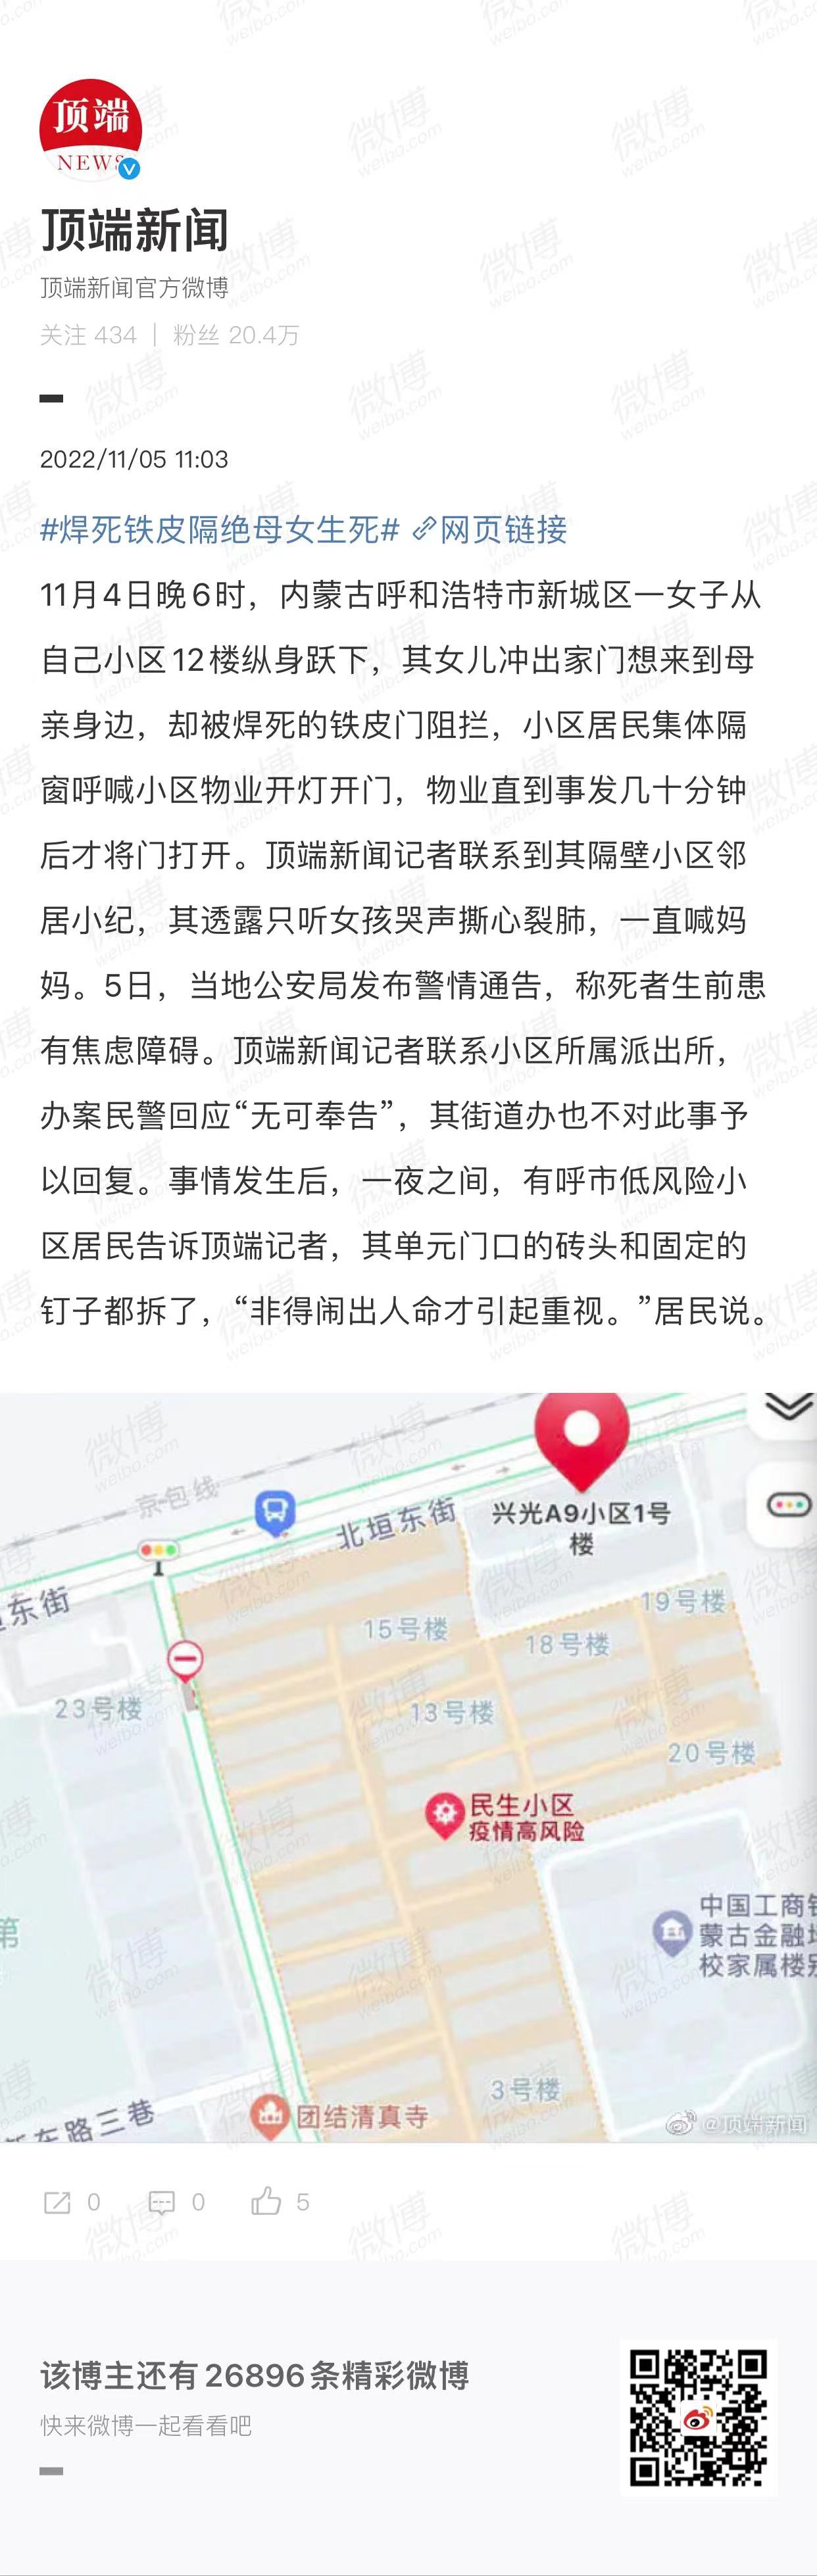 顶端
NEWS
顶端新闻
顶端新闻官方微博
关注 434 | 粉丝 20.4万
2022/11/05 11:03
#焊死铁皮隔绝母女生死# 网页链接
11月4日晚6时，内蒙古呼和浩特市新城区一女子从
自己小区12楼纵身跃下，其女儿冲出家门想来到母
亲身边，却被焊死的铁皮门阻拦，小区居民集体隔
窗呼喊小区物业开灯开门，物业直到事发几十分钟
后才将门打开。顶端新闻记者联系到其隔壁小区邻
居小纪，其透露只听女孩哭声撕心裂肺，一直喊妈
妈。5日，当地公安局发布警情通告，称死者生前患
有焦虑障碍。顶端新闻记者联系小区所属派出所，
办案民警回应“无可奉告”，其街道办也不对此事予
以回复。事情发生后，一夜之间，有呼市低风险小
区居民告诉顶端记者，其单元门口的砖头和固定的
钉子都拆了，“非得闹出人命才引起重视。”居民说。
京包线
北垣东街
兴光A9小区1号
楼
东街
19号楼
15号楼
18号楼
23号楼
13号楼
20号楼
民生小区
疫情高风险
中国工商
蒙古金融
校家属楼
第
3号楼
东路三巷
团结清真寺
@顶端新闻
0
0
5
该博主还有26896条精彩微博
快来微博一起看看吧
微博
weibo.com